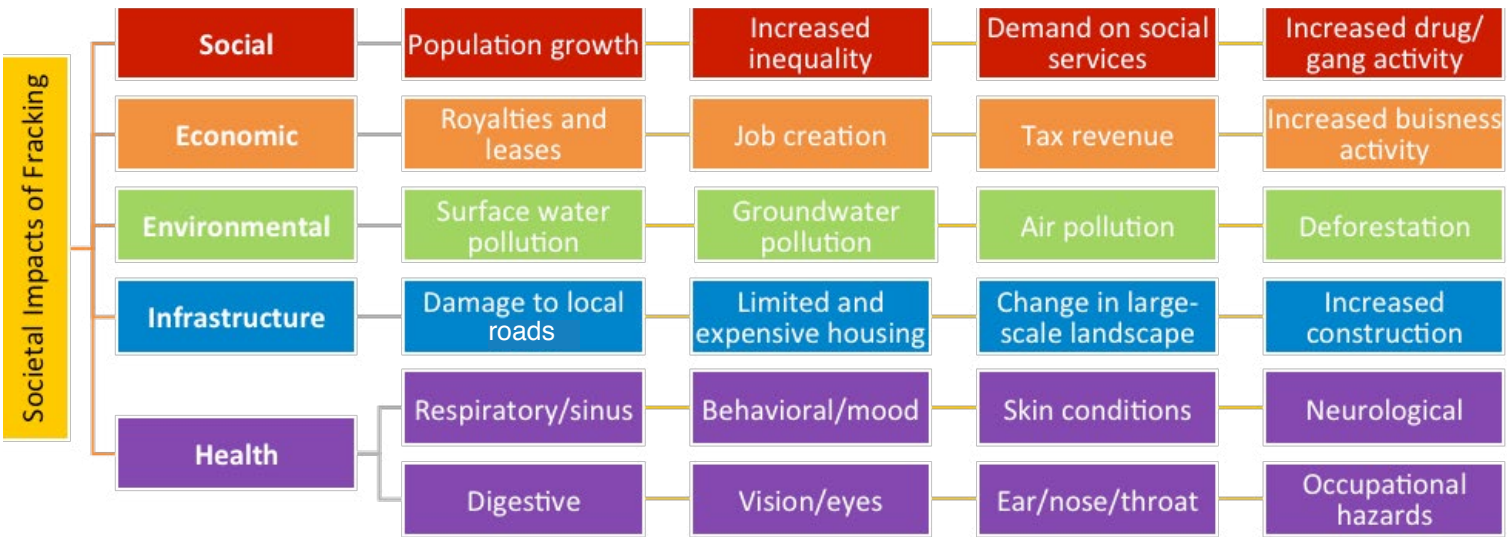 Societal Impacts of Fracking
Social
Population growth
Increased
inequality
Demand on social
services
Increased drug/
gang activity
Economic
Royalties and
leases
Job creation
Tax revenue
Increased buisness
activity
Environmental
Surface water
pollution
Groundwater
pollution
Air pollution
Deforestation
Infrastructure
Damage to local
roads
Limited and
expensive housing
Change in large-
scale landscape
Increased
construction
Health
Respiratory/sinus
Behavioral/mood
Skin conditions
Neurological
Digestive
Vision/eyes
Ear/nose/throat
Occupational
hazards